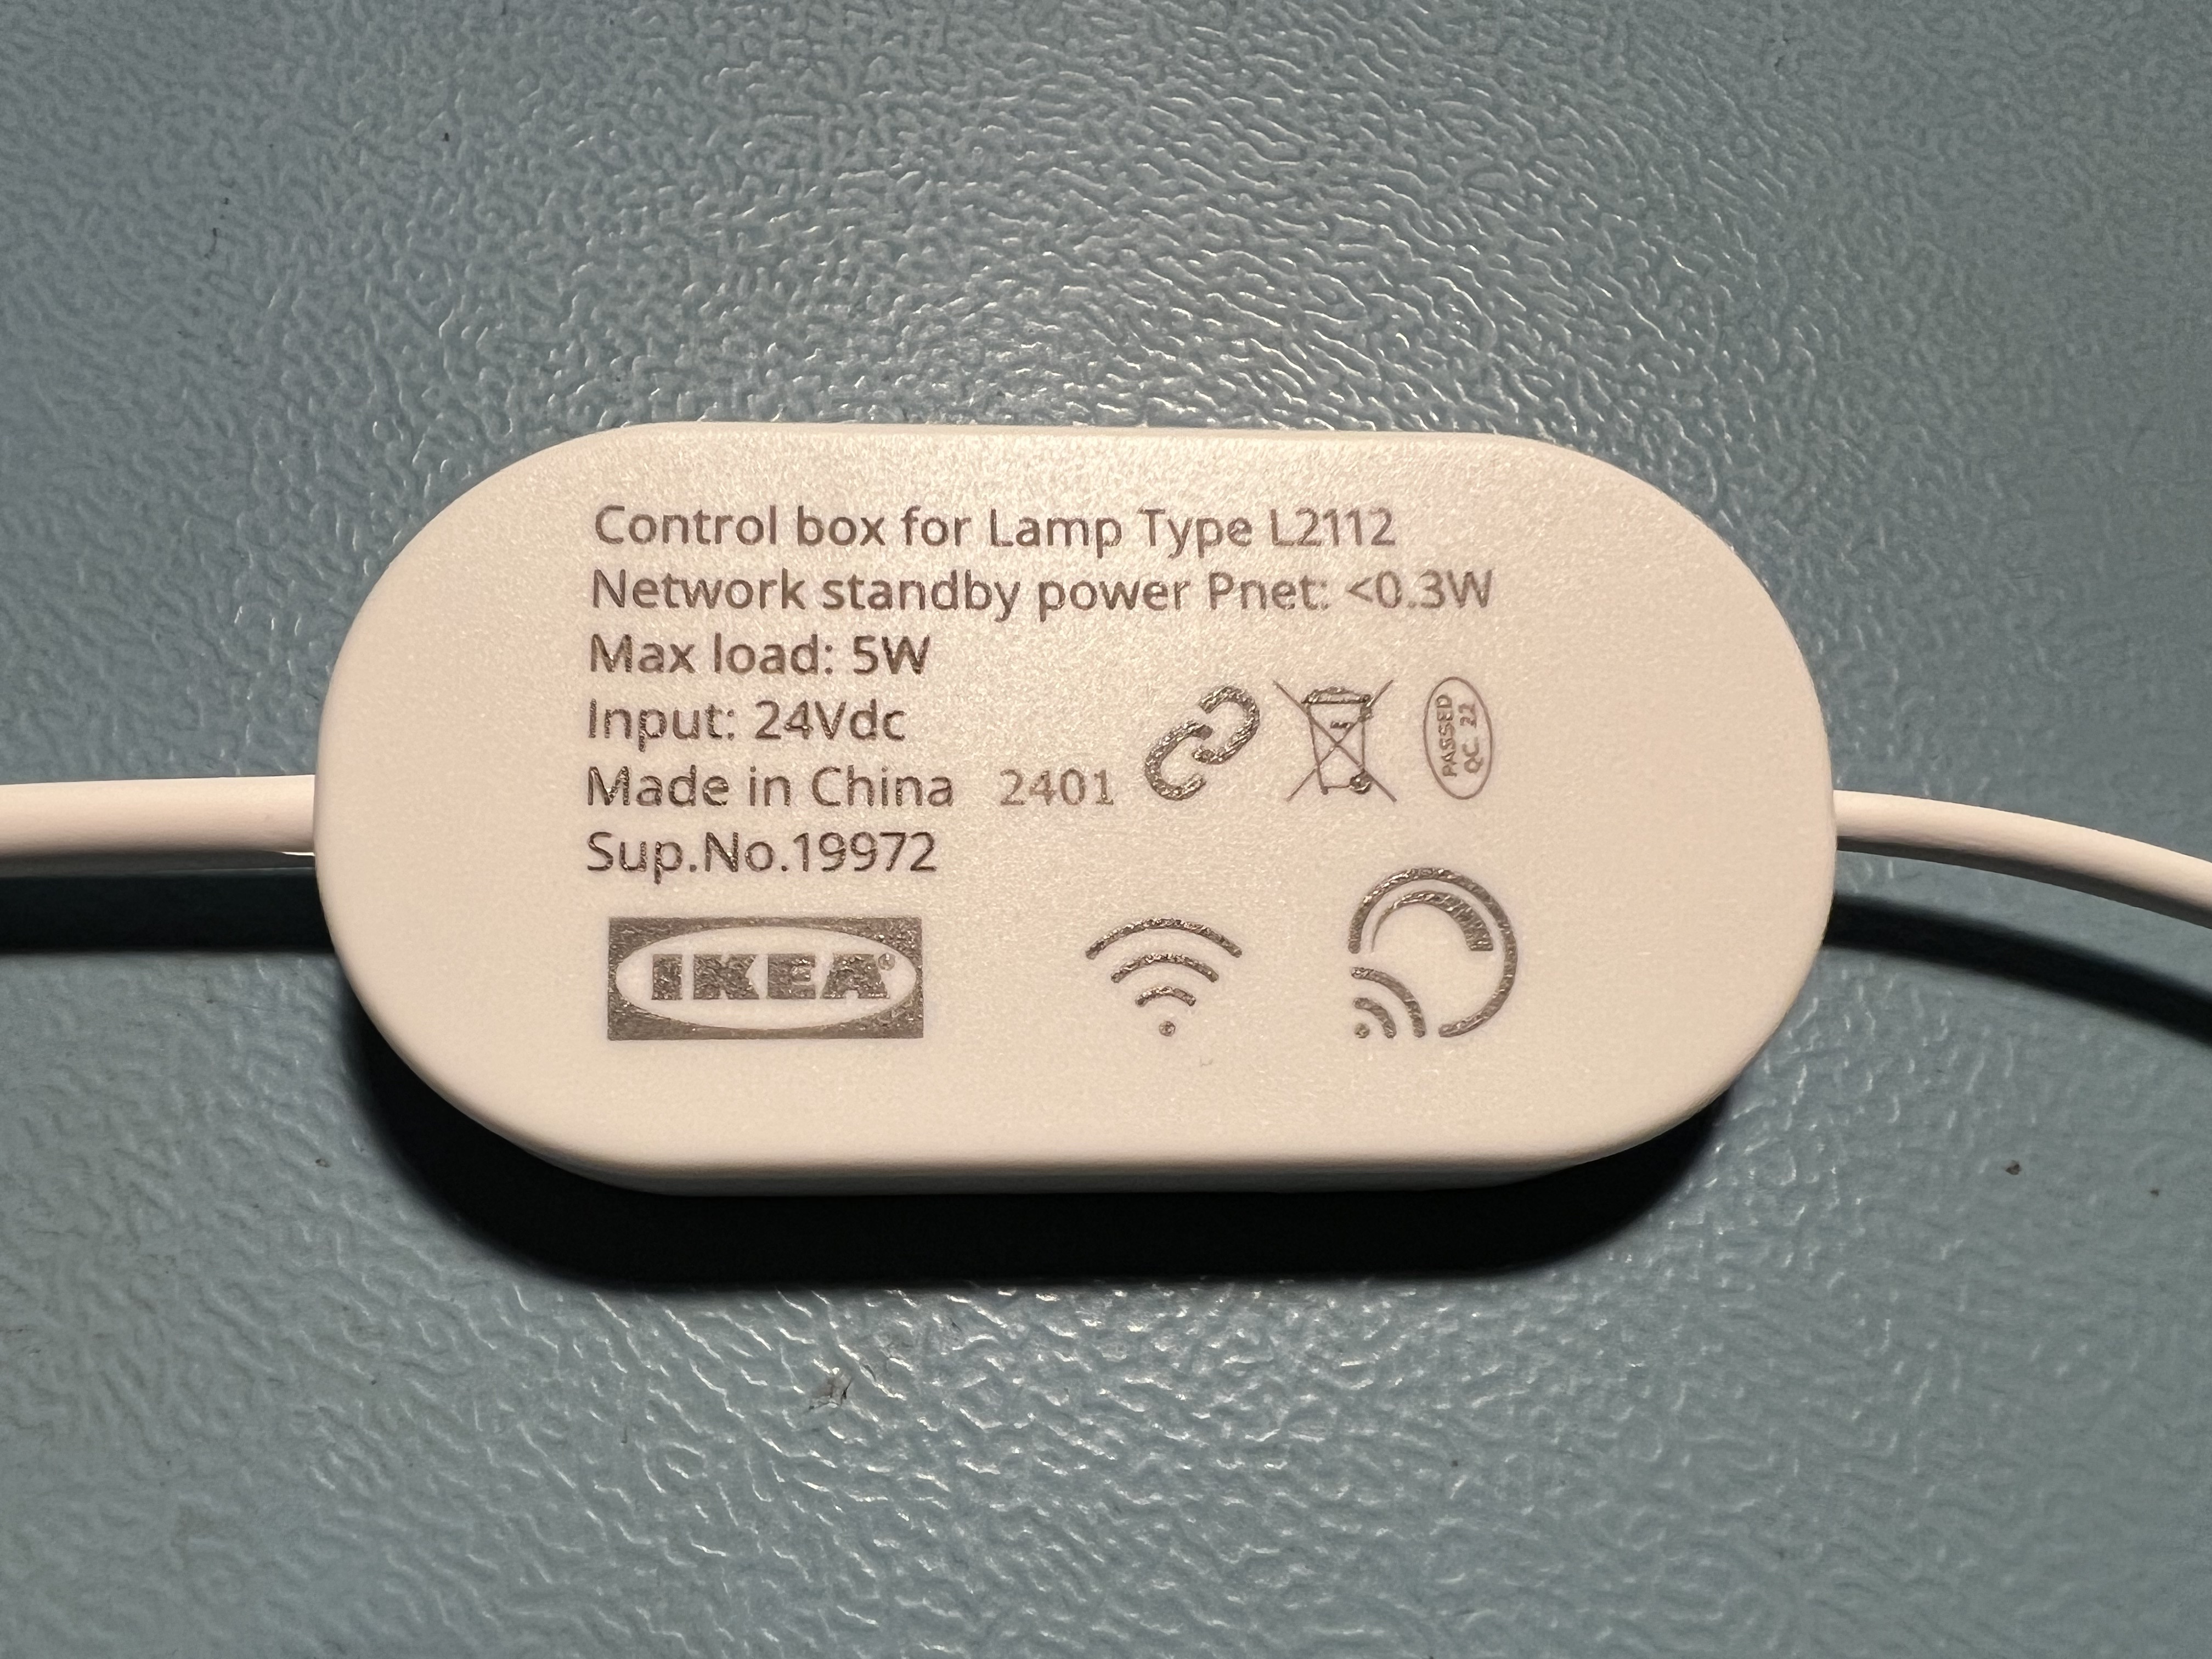 Control box for Lamp Type L2112
Network standby power Pnet: <0.3W
Max load: 5W
Input: 24Vdc
Made in China 2401
Sup.No.19972
PASSED
QC 22
IKEA®